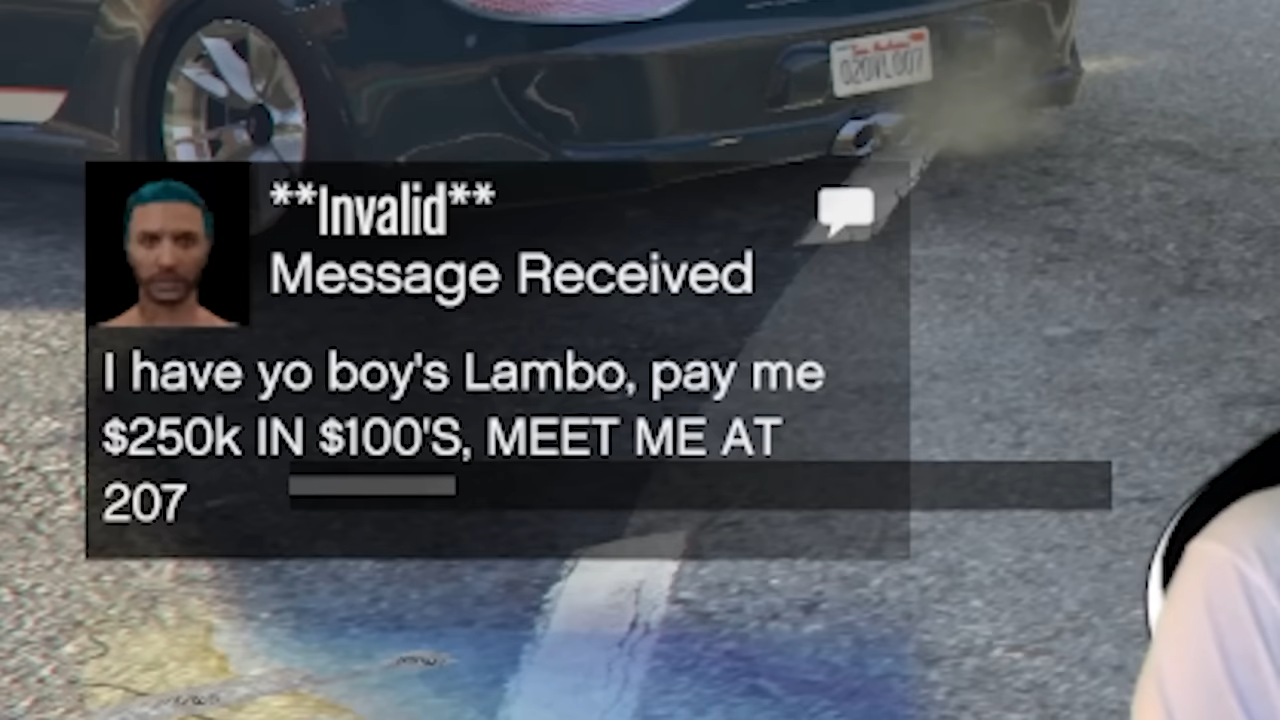 **Invalid**
Message Received
I have yo boy's Lambo, pay me
$250k IN $100'S, MEET ME AT
207